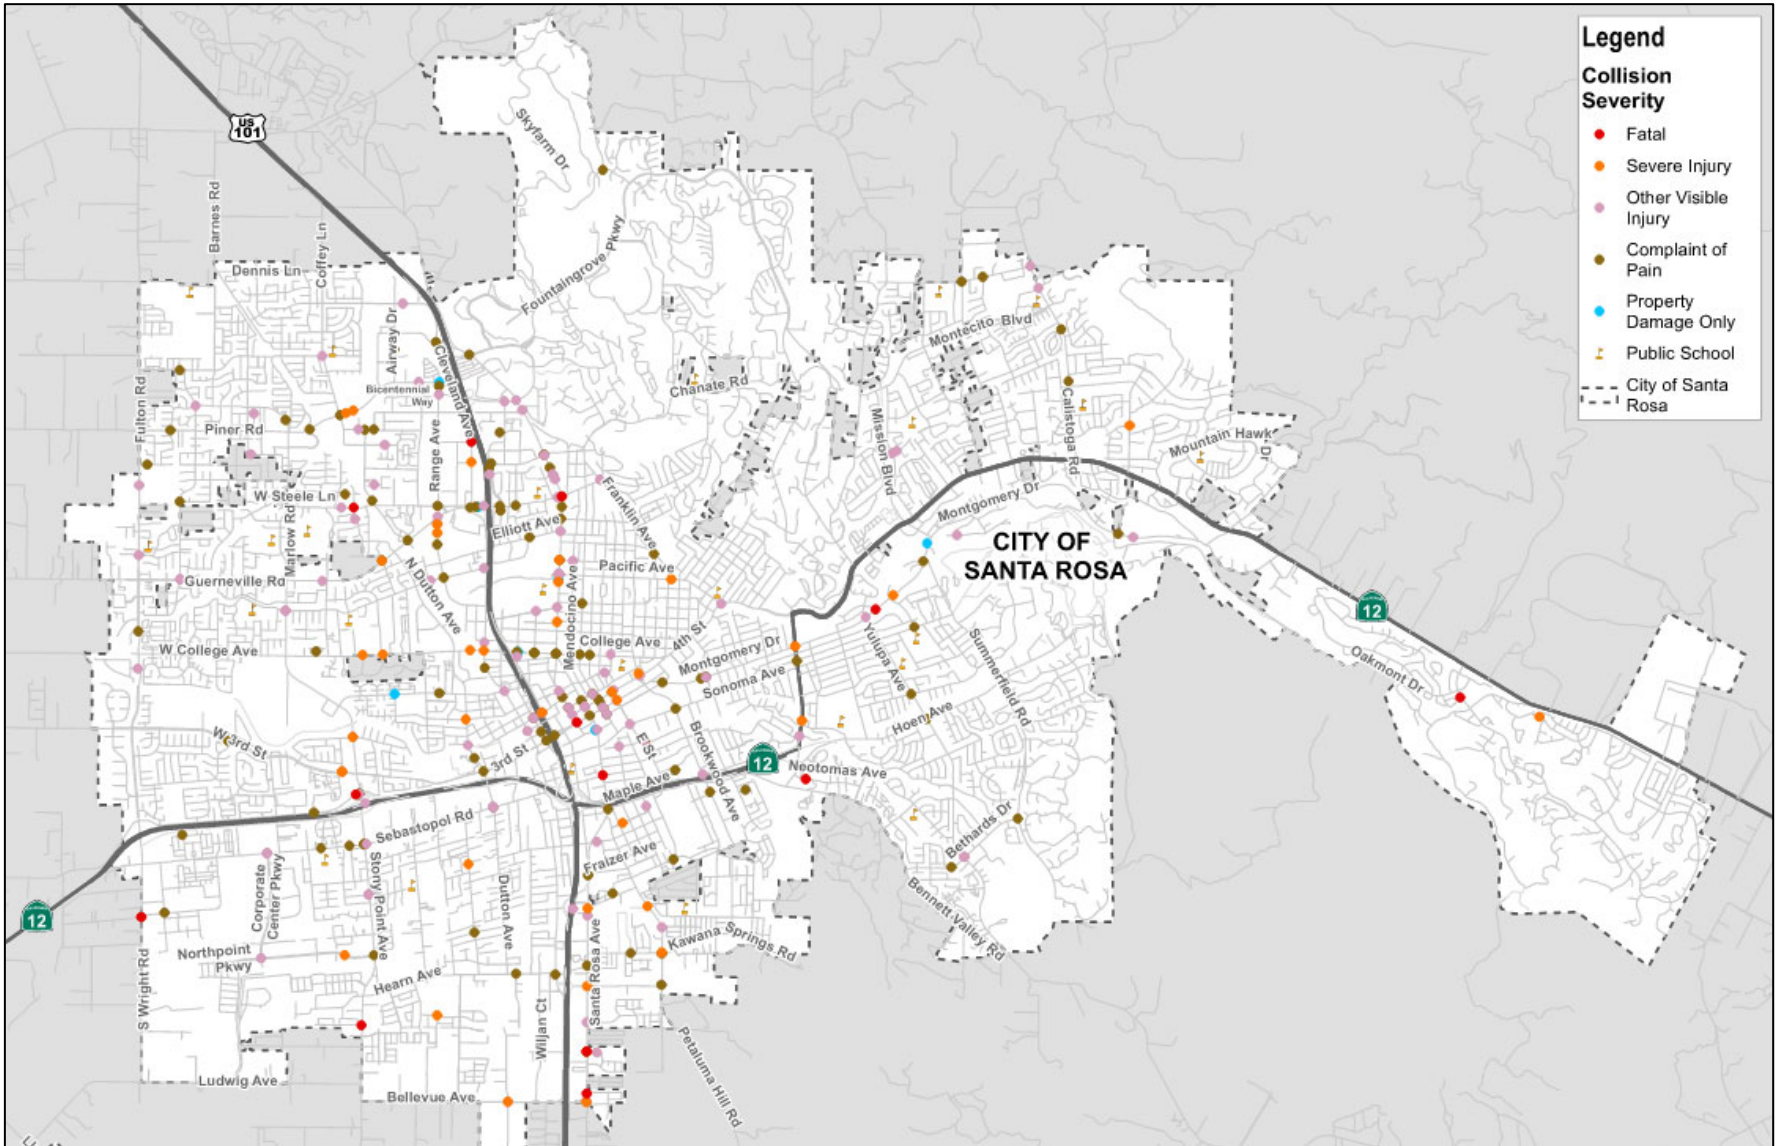 Legend
Collision
Severity
Fatal
Severe Injury
Other Visible
Injury
Complaint of
Pain
Property
Damage Only
Public School
City of Santa
Rosa
US
101
Skyfarm Dr
Barnes Rd
Coffey Ln
Dennis Ln
Fountaingrove Pkwy
Airway Dr
Cleveland Ave
Montecito Blvd
Bicentennial
Way
Chanate Rd
Fulton Rd
Piner Rd
Range Ave
Mission Blvd
Calistoga Rd
Mountain Hawk
Dr
W Steele Ln
Marlow Rd
Elliott Ave
Franklin Ave
Montgomery Dr
CITY OF
SANTA ROSA
Guerneville Rd
N Dutton Ave
Pacific Ave
Mendocino Ave
12
W College Ave
College Ave
4th St
Montgomery Dr
Sonoma Ave
Yulupa Ave
Summerfield Rd
Oakmont Dr
W 3rd St
3rd St
E St
Brookwood Ave
Hoen Ave
12
Neotomas Ave
Maple Ave
Sebastopol Rd
Bethards Dr
Fraizer Ave
Corporate
Center Pkwy
Stony Point Ave
Dutton Ave
Bennett Valley Rd
12
Northpoint
Pkwy
Kawana Springs Rd
S Wright Rd
Hearn Ave
Santa Rosa Ave
Wiljan Ct
Petaluma Hill Rd
Ludwig Ave
Bellevue Ave